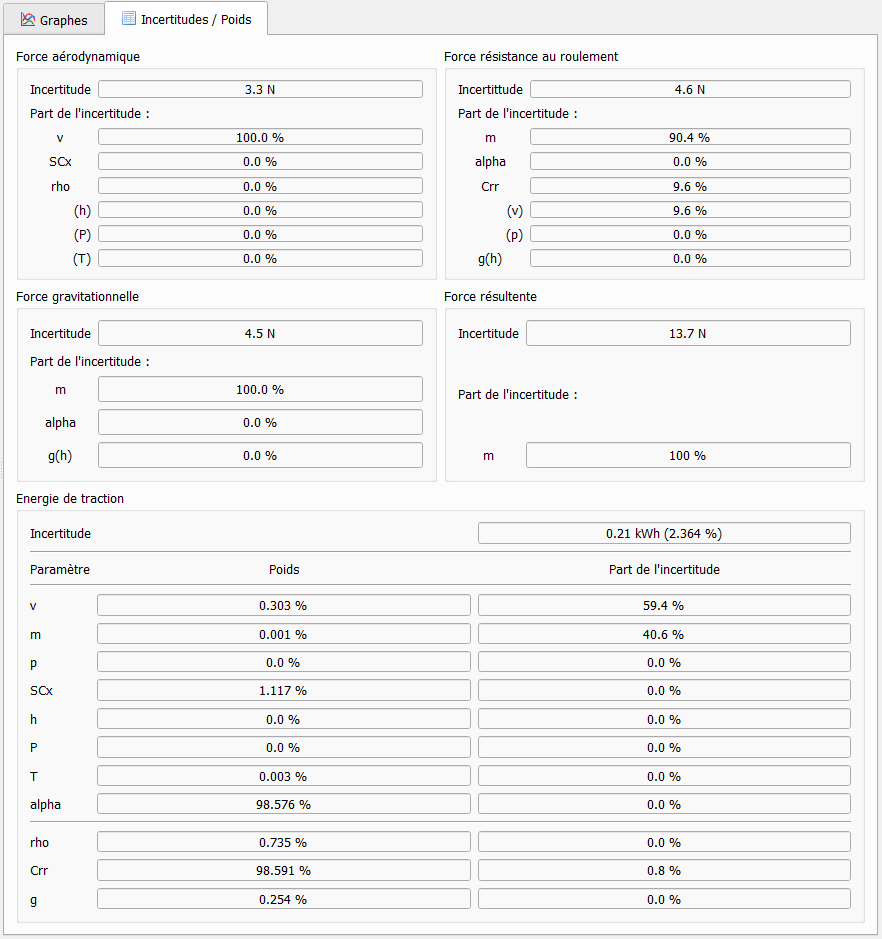 Graphes
Incertitudes / Poids
Force aérodynamique
Incertitude 3.3 N
Part de l'incertitude :
v 100.0 %
SCx 0.0 %
rho 0.0 %
(h) 0.0 %
(P) 0.0 %
(T) 0.0 %
Force résistance au roulement
Incertittude 4.6 N
Part de l'incertitude :
m 90.4 %
alpha 0.0 %
Crr 9.6 %
(v) 9.6 %
(p) 0.0 %
g(h) 0.0 %
Force gravitationnelle
Incertitude 4.5 N
Part de l'incertitude :
m 100.0 %
alpha 0.0 %
g(h) 0.0 %
Force résultente
Incertitude 13.7 N
Part de l'incertitude :
m 100 %
Energie de traction
Incertitude 0.21 kWh (2.364 %)
Paramètre Poids Part de l'incertitude
v 0.303 % 59.4 %
m 0.001 % 40.6 %
p 0.0 % 0.0 %
SCx 1.117 % 0.0 %
h 0.0 % 0.0 %
P 0.0 % 0.0 %
T 0.003 % 0.0 %
alpha 98.576 % 0.0 %
rho 0.735 % 0.0 %
Crr 98.591 % 0.8 %
g 0.254 % 0.0 %